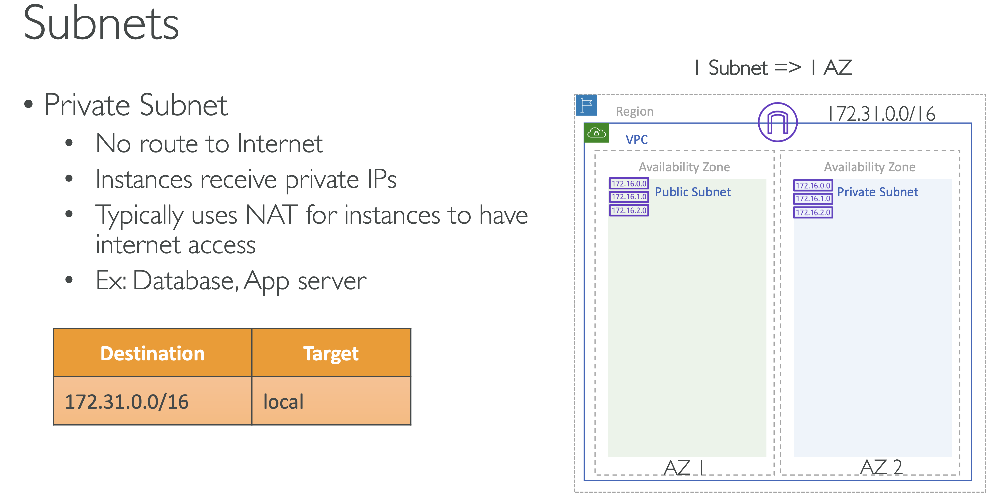 Subnets
• Private Subnet
• No route to Internet
• Instances receive private IPs
• Typically uses NAT for instances to have
internet access
• Ex: Database, App server
Destination Target
172.31.0.0/16 local
1 Subnet => 1 AZ
Region
172.31.0.0/16
VPC
Availability Zone
172.16.0.0
172.16.1.0
172.16.2.0
Public Subnet
AZ 1
Availability Zone
172.16.0.0
172.16.1.0
172.16.2.0
Private Subnet
AZ 2